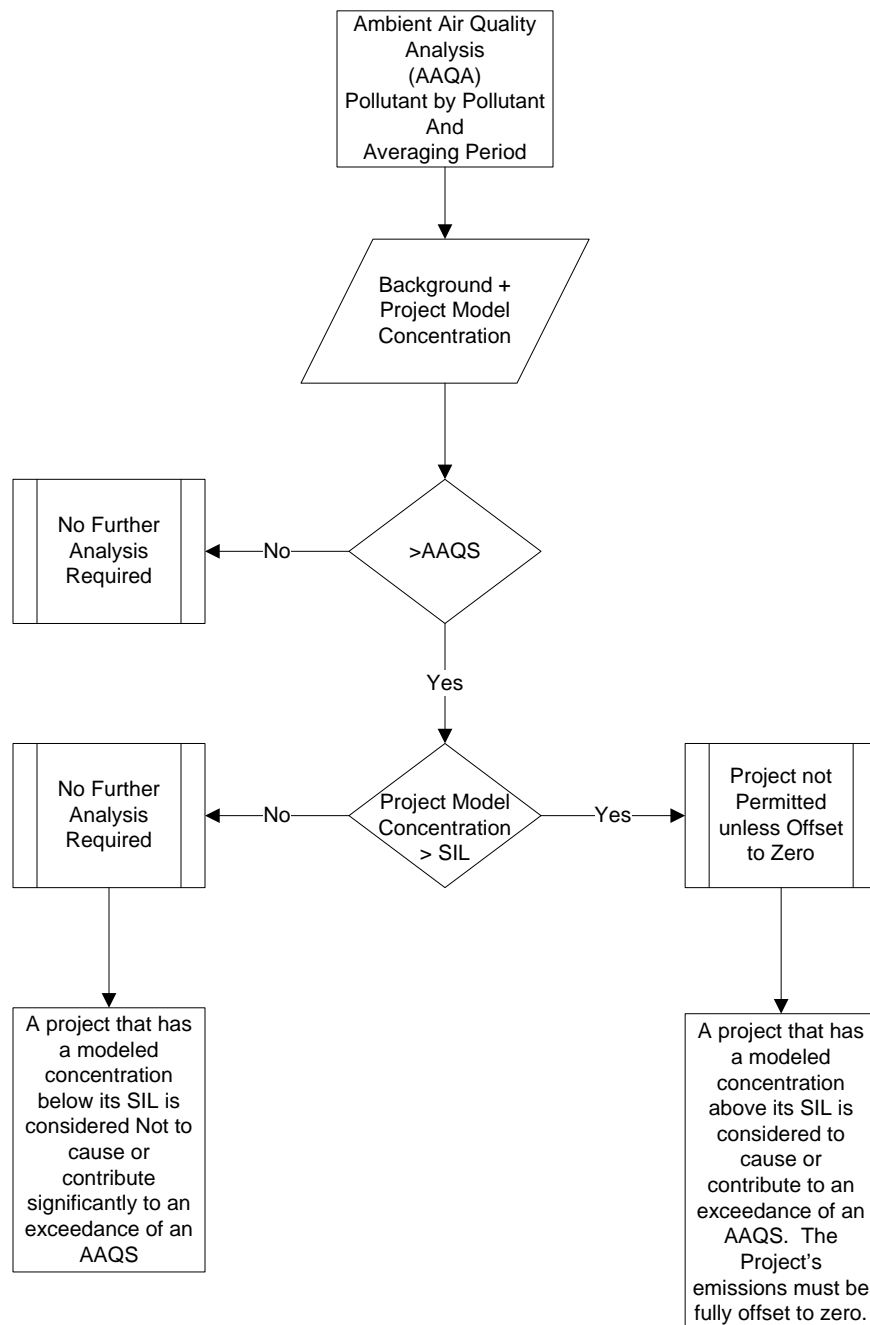 Ambient Air Quality
Analysis
(AAQA)
Pollutant by Pollutant
And
Averaging Period
Background +
Project Model
Concentration
No Further
Analysis
Required
No
>AAQS
Yes
No Further
Analysis
Required
No
Project Model
Concentration
> SIL
Yes
Project not
Permitted
unless Offset
to Zero
A project that has
a modeled
concentration
below its SIL is
considered Not to
cause or
contribute
significantly to an
exceedance of an
AAQS
A project that has
a modeled
concentration
above its SIL is
considered to
cause or
contribute to an
exceedance of an
AAQS. The
Project's
emissions must be
fully offset to zero.